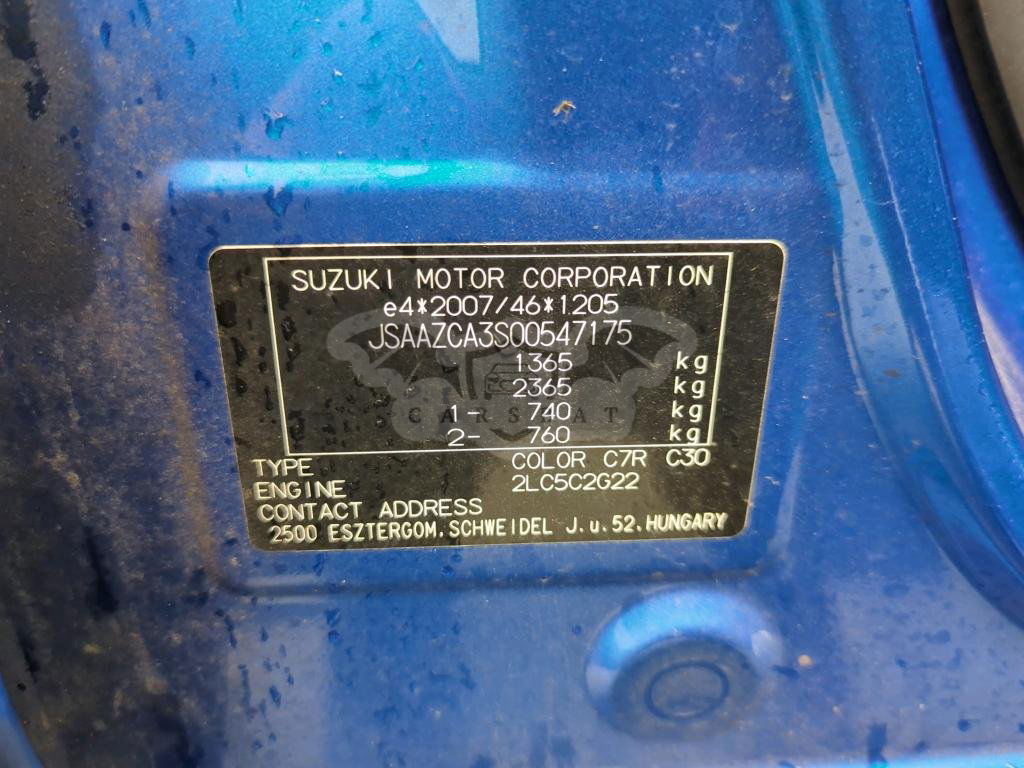 SUZUKI MOTOR CORPORATION
e4*2007/46*1205
JSAAZCA3S00547175
1365 kg
2365 kg
1- 740 kg
2- 760 kg
TYPE COLOR C7R C30
ENGINE 2LC5C2G22
CONTACT ADDRESS
2500 ESZTERGOM.SCHWEIDEL J.u.52.HUNGARY